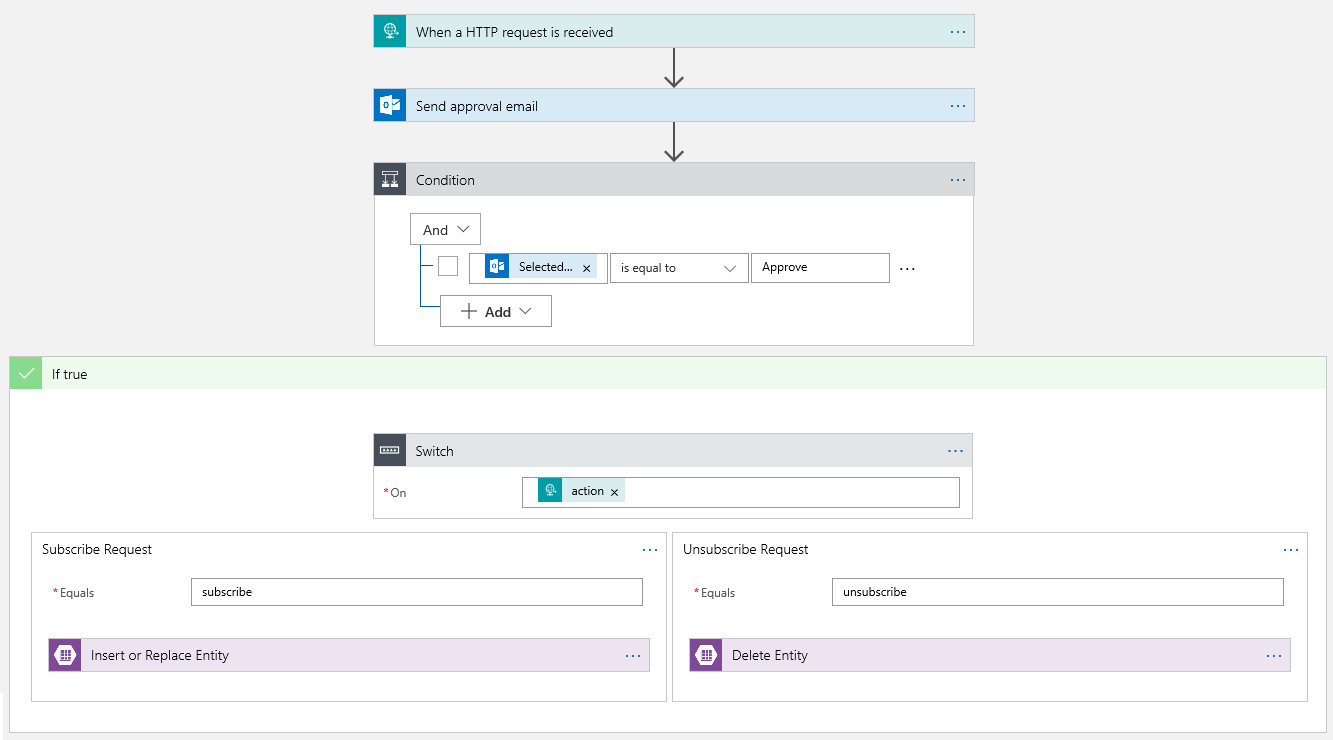 When a HTTP request is received
Send approval email
Condition
And
Selected... × is equal to Approve
+ Add
If true
Switch
* On action ×
Subscribe Request
* Equals subscribe
Insert or Replace Entity
Unsubscribe Request
* Equals unsubscribe
Delete Entity